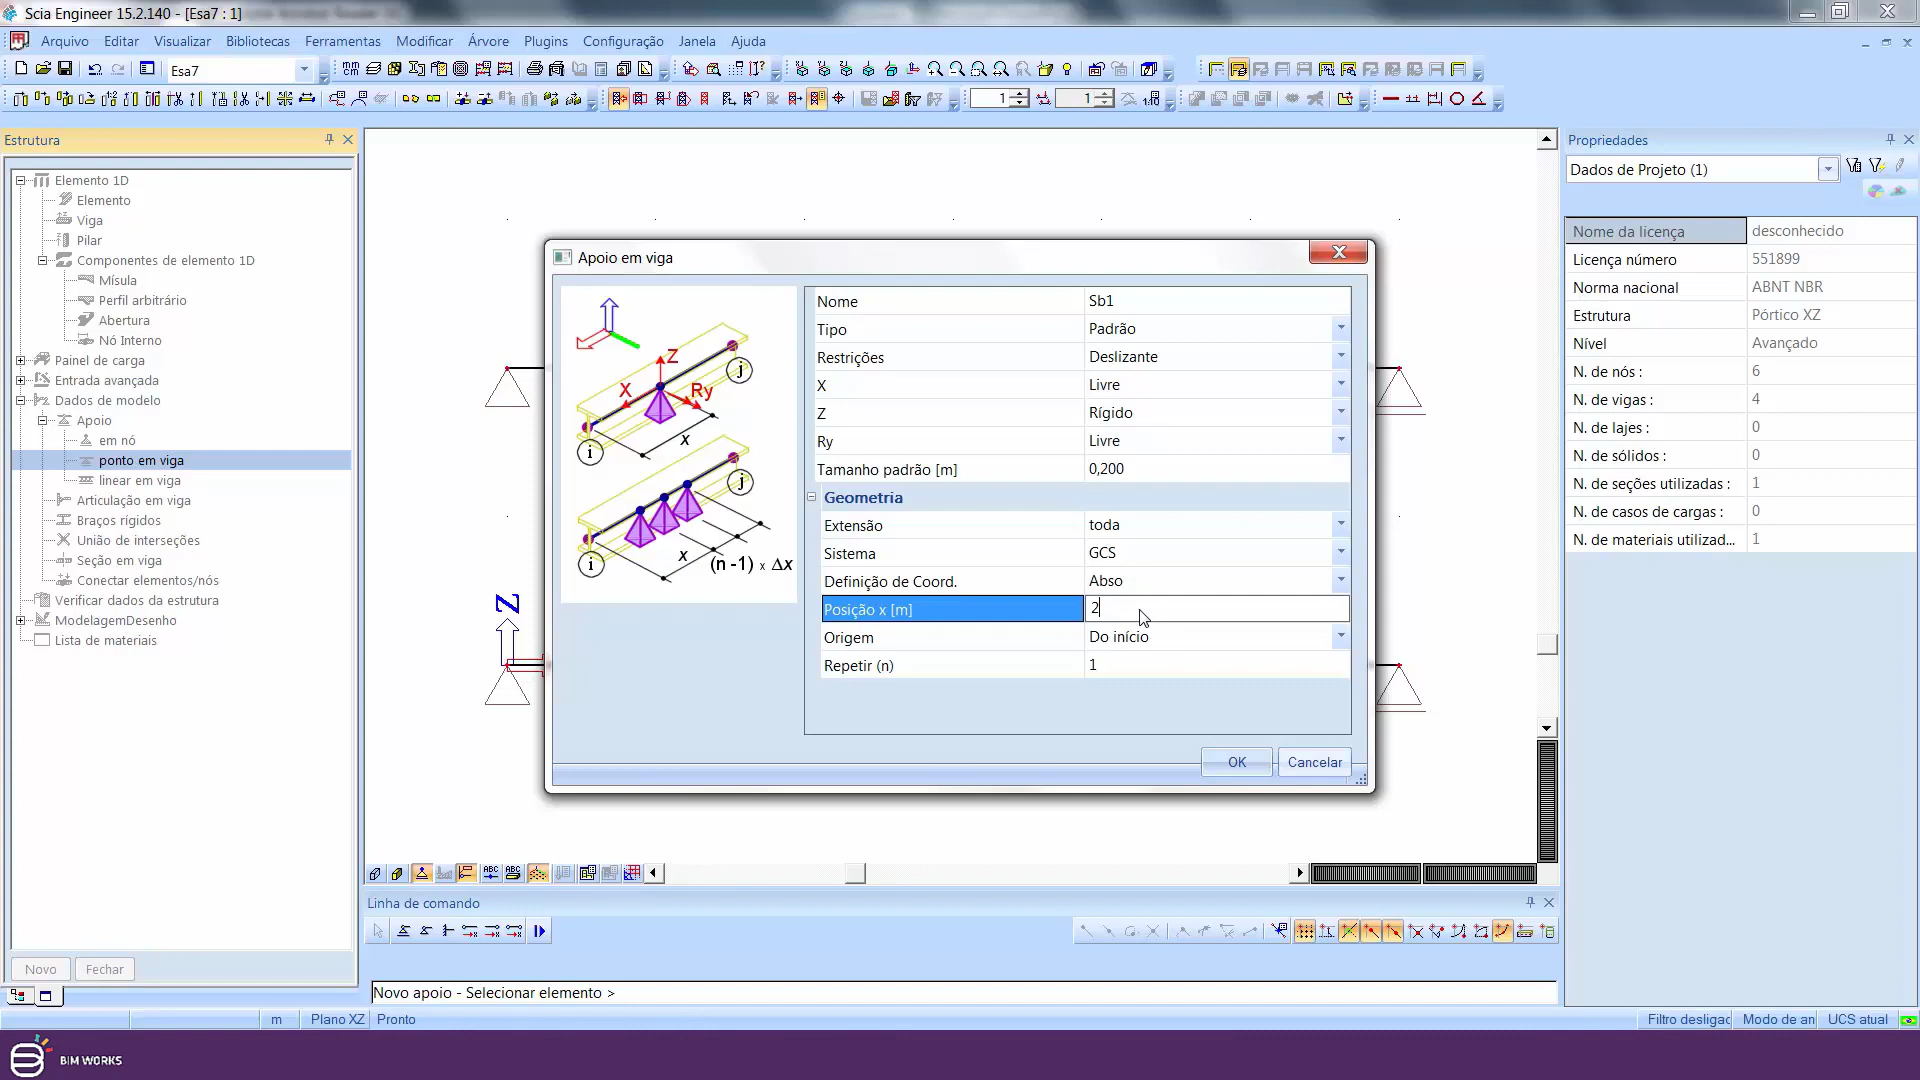 Scia Engineer 15.2.140 - [Esa7 : 1]
Arquivo Editar Visualizar Bibliotecas Ferramentas Modificar Árvore Plugins Configuração Janela Ajuda
Esa7
1 1
Estrutura
Elemento 1D
Elemento
Viga
Pilar
Componentes de elemento 1D
Mísula
Perfil arbitrário
Abertura
Nó Interno
Painel de carga
Entrada avançada
Dados de modelo
Apoio
em nó
ponto em viga
linear em viga
Articulação em viga
Braços rígidos
União de interseções
Seção em viga
Conectar elementos/nós
Verificar dados da estrutura
ModelagemDesenho
Lista de materiais
Novo Fechar
Z
Apoio em viga
Z
X
Ry
x
i
j
x
(n -1) x Δx
i
j
Nome Sb1
Tipo Padrão
Restrições Deslizante
X Livre
Z Rígido
Ry Livre
Tamanho padrão [m] 0,200
Geometria
Extensão toda
Sistema GCS
Definição de Coord. Abso
Posição x [m] 2
Origem Do início
Repetir (n) 1
OK Cancelar
Propriedades
Dados de Projeto (1)
Nome da licença desconhecido
Licença número 551899
Norma nacional ABNT NBR
Estrutura Pórtico XZ
Nível Avançado
N. de nós : 6
N. de vigas : 4
N. de lajes : 0
N. de sólidos : 0
N. de seções utilizadas : 1
N. de casos de cargas : 0
N. de materiais utilizad... 1
Linha de comando
Novo apoio - Selecionar elemento >
m Plano XZ Pronto Filtro desligac Modo de an UCS atual
BIM WORKS